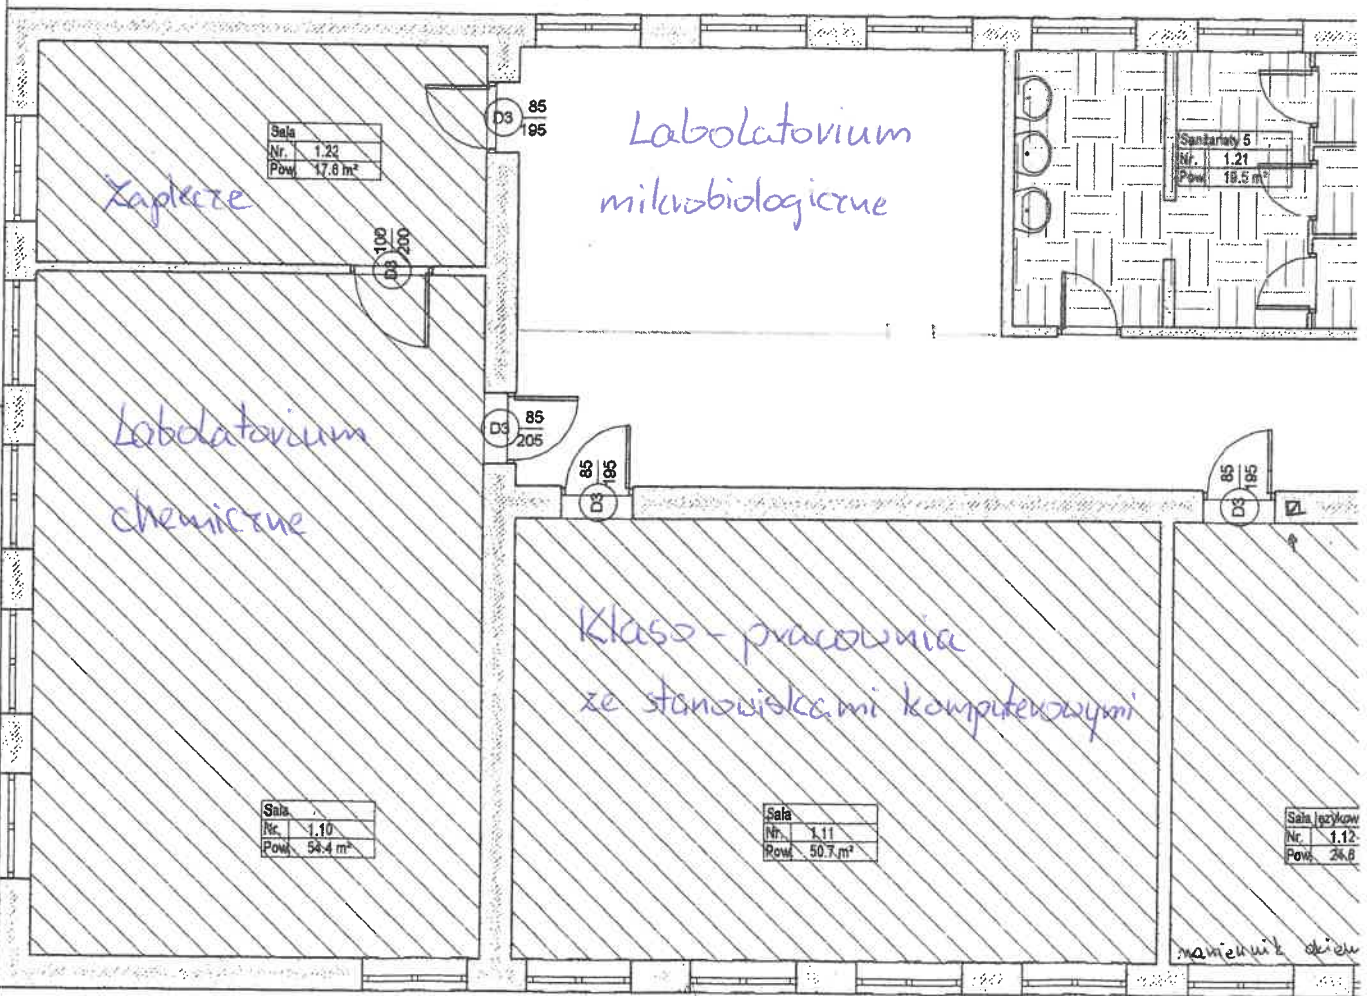 Sala
Nr. 1.22
Pow 17.6 m²
Zaplecze
D3 85
195
Labolatorium
mikrobiologiczne
Sanitariaty 5
Nr. 1.21
Pow 19.5 m²
100
200
D3
Labolatorium
chemiczne
D3 85
205
85
195
D3
85
195
D3
Klaso - pracownia
ze stanowiskami komputerowymi
Sala
Nr. 1.10
Pow 54.4 m²
Sala
Nr. 1.11
Pow 50.7 m²
Sala językow
Nr. 1.12
Pow 24.6